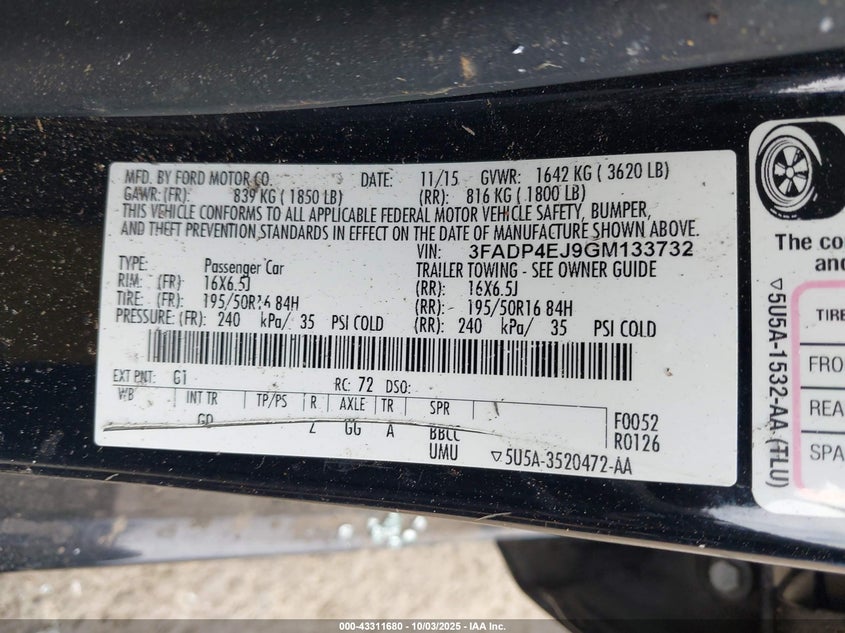 MFD. BY FORD MOTOR CO. DATE: 11/15 GVWR: 1642 KG ( 3620 LB)
GAWR: (FR): 839 KG ( 1850 LB) (RR): 816 KG ( 1800 LB)
THIS VEHICLE CONFORMS TO ALL APPLICABLE FEDERAL MOTOR VEHICLE SAFETY, BUMPER,
AND THEFT PREVENTION STANDARDS IN EFFECT ON THE DATE OF MANUFACTURE SHOWN ABOVE.
VIN: 3FADP4EJ9GM133732
TYPE: Passenger Car TRAILER TOWING - SEE OWNER GUIDE
RIM: (FR) 16X6.5J (RR): 16X6.5J
TIRE: (FR): 195/50R16 84H (RR): 195/50R16 84H
PRESSURE: (FR): 240 kPa/ 35 PSI COLD (RR): 240 kPa/ 35 PSI COLD
EXT PNT: G1 RC: 72 DSO:
WB INT TR TP/PS R AXLE TR SPR
GG A
UMU
F0052
R0126
▽5U5A-3520472-AA
The co
an
▽5U5A-1532-AA (TLU)
TIRE
FRO
REA
SPA
000-43311680 - 10/03/2025 - IAA Inc.